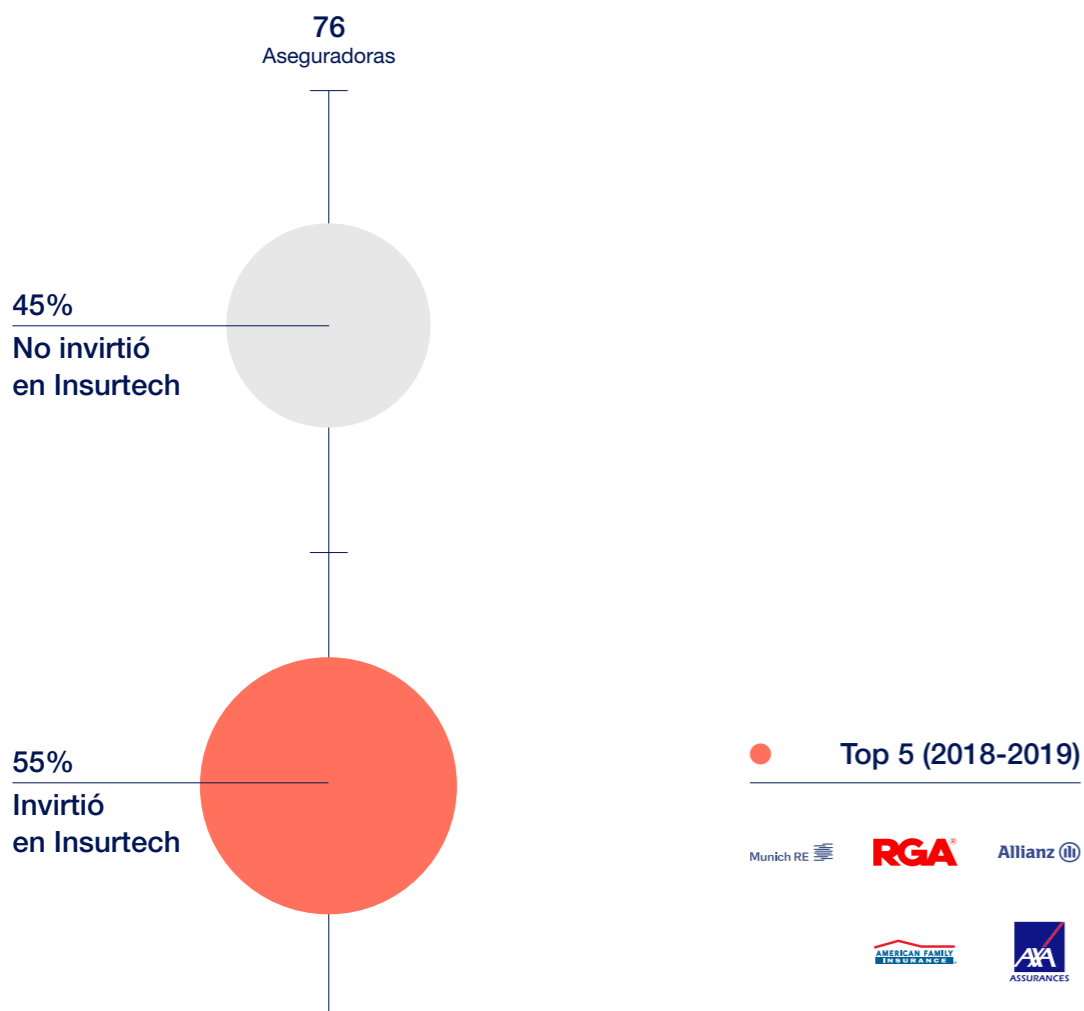 76
Aseguradoras
45%
No invirtió
en Insurtech
55%
Invirtió
en Insurtech
Top 5 (2018-2019)
Munich RE
RGA®
Allianz
AMERICAN FAMILY
INSURANCE®
AXA
ASSURANCES